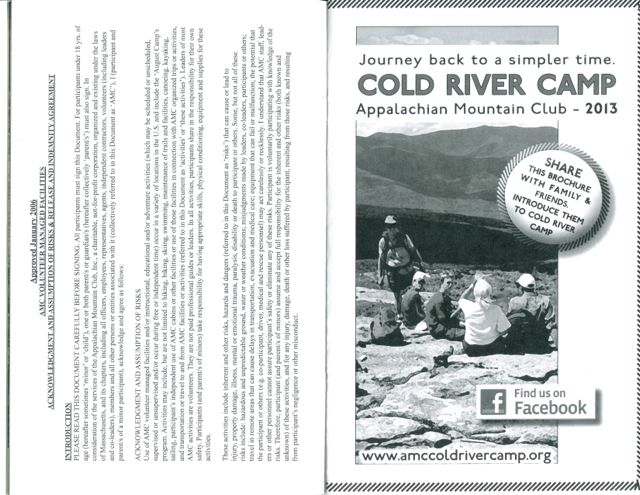 Approved January 2006
AMC VOLUNTEER MANAGED FACILITIES
ACKNOWLEDGMENT AND ASSUMPTION OF RISKS & RELEASE AND INDEMNITY AGREEMENT
INTRODUCTION
PLEASE READ THIS DOCUMENT CAREFULLY BEFORE SIGNING. All participants must sign this Document. For participants under 18 yrs. of
age (hereafter sometimes "minor" or "child"), one or both parent/s or guardian/s (hereafter collectively "parent/s") must also sign. In
consideration of the services of the Appalachian Mountain Club, Inc., a charitable, not-for-profit corporation, organized and existing under the laws
of Massachusetts, and its chapters, including all officers, employees, representatives, agents, independent contractors, volunteers (including leaders
and co-leaders), members and all other persons or entities associated with it (collectively referred to in this Document as 'AMC'), I (participant and
parent/s of a minor participant), acknowledge and agree as follows:
ACKNOWLEDGMENT AND ASSUMPTION OF RISKS
Use of AMC volunteer managed facilities and/or instructional, educational and/or adventure activities (which may be scheduled or unscheduled,
supervised or unsupervised and/or occur during free or independent time) occur in a variety of locations in the U.S. and include the 'August Camp's
program. Activities may include, but are not limited to hiking, biking, skiing, swimming, maintenance of trails and facilities, canoeing, kayaking,
sailing, participant's independent use of AMC cabins or other facilities or use of those facilities in connection with AMC organized trips or activities,
and transportation or travel to and from AMC facilities or activities (referred to in this Document as 'activities' or 'these activities'). Leaders of most
AMC activities are volunteers. They are not paid professional guides or leaders. In all activities, participants share in the responsibility for their own
safety. Participants (and parent/s of minors) take responsibility for having appropriate skills, physical conditioning, equipment and supplies for these
activities.
These activities include inherent and other risks, hazards and dangers (referred to in this Document as 'risks') that can cause or lead to
injury, property damage, illness, mental or emotional trauma, paralysis, disability or death to participant or others. Some, but not all of these
risks include: hazardous and unpredictable ground, water or weather conditions; misjudgments made by leaders, co-leaders, participants or others;
travel in remote areas that can cause delays in transportation, evacuation and medical care; equipment that can fail or malfunction; the potential that
the participant or others (e.g. co-participant, driver, medical and rescue personnel) may act carelessly or recklessly. I understand that AMC staff, lead-
ers or other personnel cannot assure participant's safety or eliminate any of these risks. Participant is voluntarily participating with knowledge of the
risks. Therefore, participant (and parent/s of minors) assume and accept full responsibility for the inherent and other risks (both known and
unknown) of these activities, and for any injury, damage, death or other loss suffered by participant, resulting from those risks, and resulting
from participant's negligence or other misconduct.
Journey back to a simpler time.
COLD RIVER CAMP
Appalachian Mountain Club - 2013
SHARE
THIS BROCHURE
WITH FAMILY &
FRIENDS.
INTRODUCE THEM
TO COLD RIVER
CAMP
f Find us on
Facebook
www.amccoldrivercamp.org